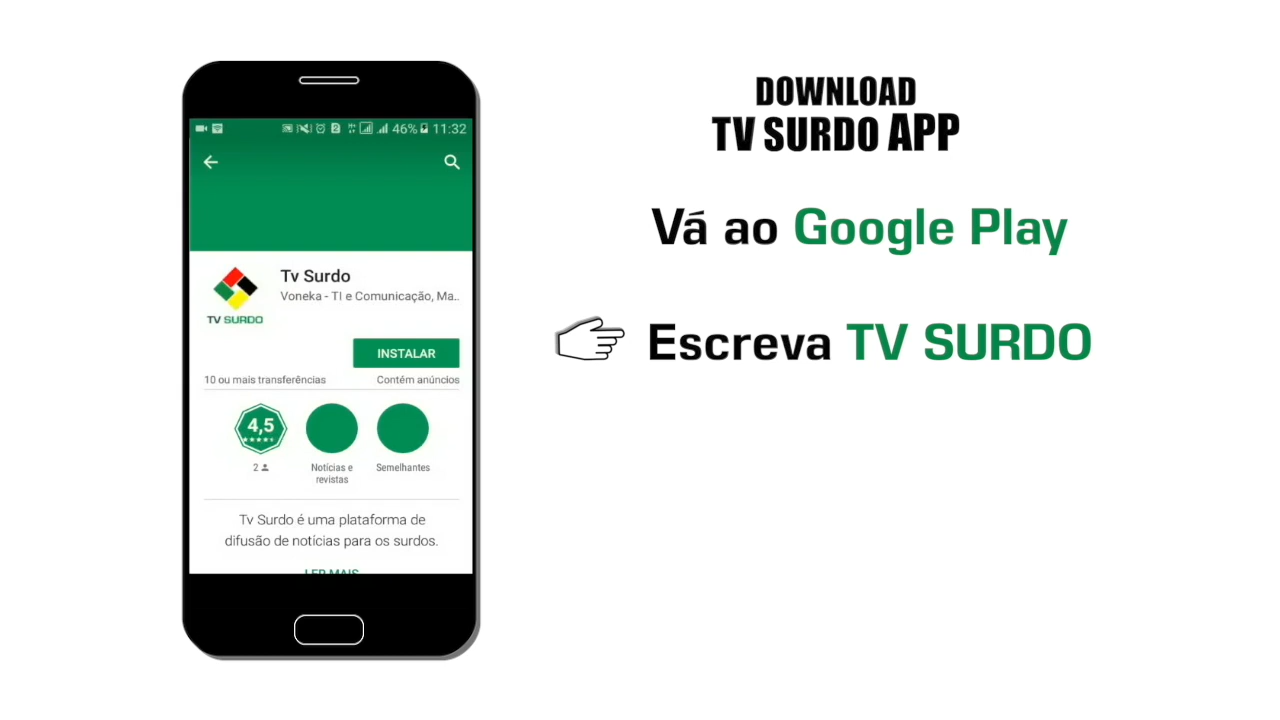 46% 11:32
Tv Surdo
Voneka - TI e Comunicação, Ma..
TV SURDO
INSTALAR
10 ou mais transferências
Contém anúncios
4,5
2
Notícias e
revistas
Semelhantes
Tv Surdo é uma plataforma de
difusão de notícias para os surdos.
LER MAIS
DOWNLOAD
TV SURDO APP
Vá ao Google Play
Escreva TV SURDO